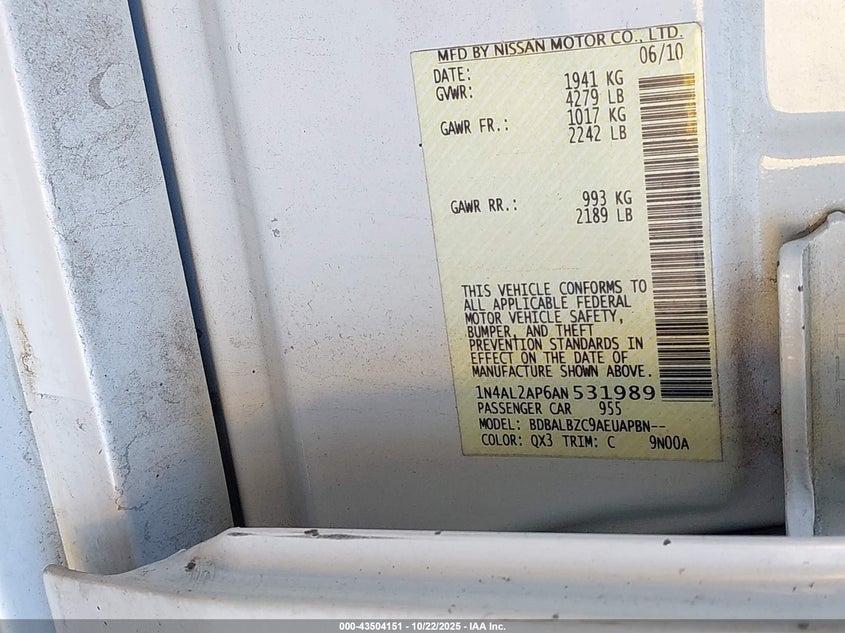 MFD BY NISSAN MOTOR CO., LTD.
DATE: 06/10
GVWR: 1941 KG
4279 LB
GAWR FR.: 1017 KG
2242 LB
GAWR RR.: 993 KG
2189 LB
THIS VEHICLE CONFORMS TO
ALL APPLICABLE FEDERAL
MOTOR VEHICLE SAFETY,
BUMPER, AND THEFT
PREVENTION STANDARDS IN
EFFECT ON THE DATE OF
MANUFACTURE SHOWN ABOVE.
1N4AL2AP6AN531989
PASSENGER CAR 955
MODEL: BDBALBZC9AEUAPBN--
COLOR: QX3 TRIM: C 9N00A
000-43504151 | 10/22/2025 | IAA Inc.